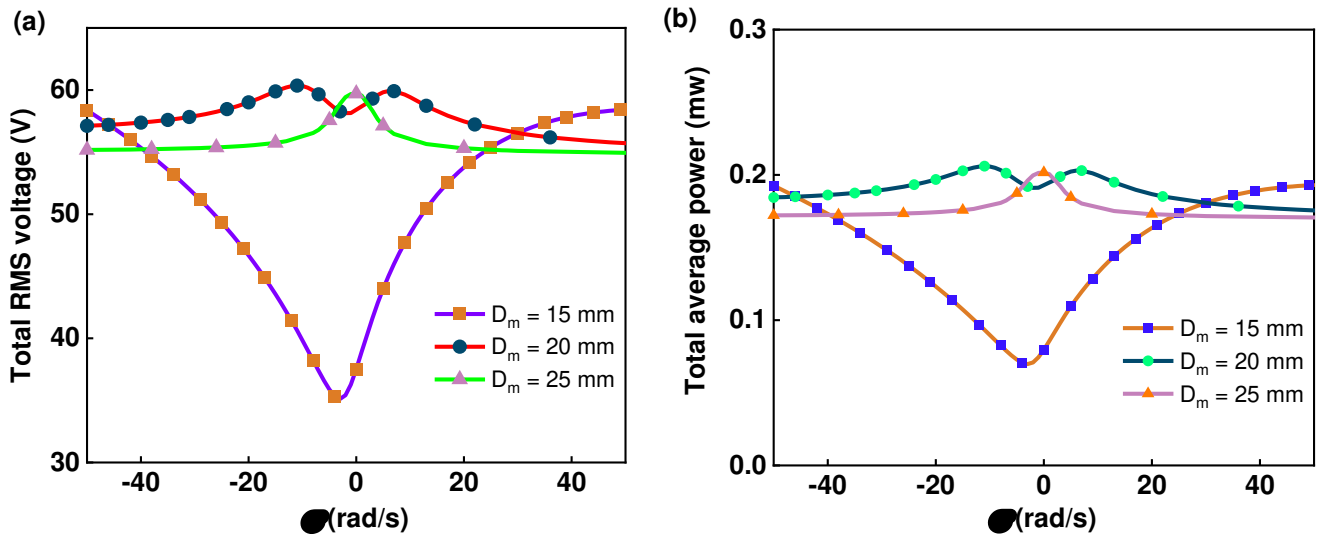 (a)
Total RMS voltage (V)
60
50
40
30
-40 -20 0 20 40
(rad/s)
D_m = 15 mm
D_m = 20 mm
D_m = 25 mm
(b)
Total average power (mw)
0.3
0.2
0.1
0.0
-40 -20 0 20 40
(rad/s)
D_m = 15 mm
D_m = 20 mm
D_m = 25 mm